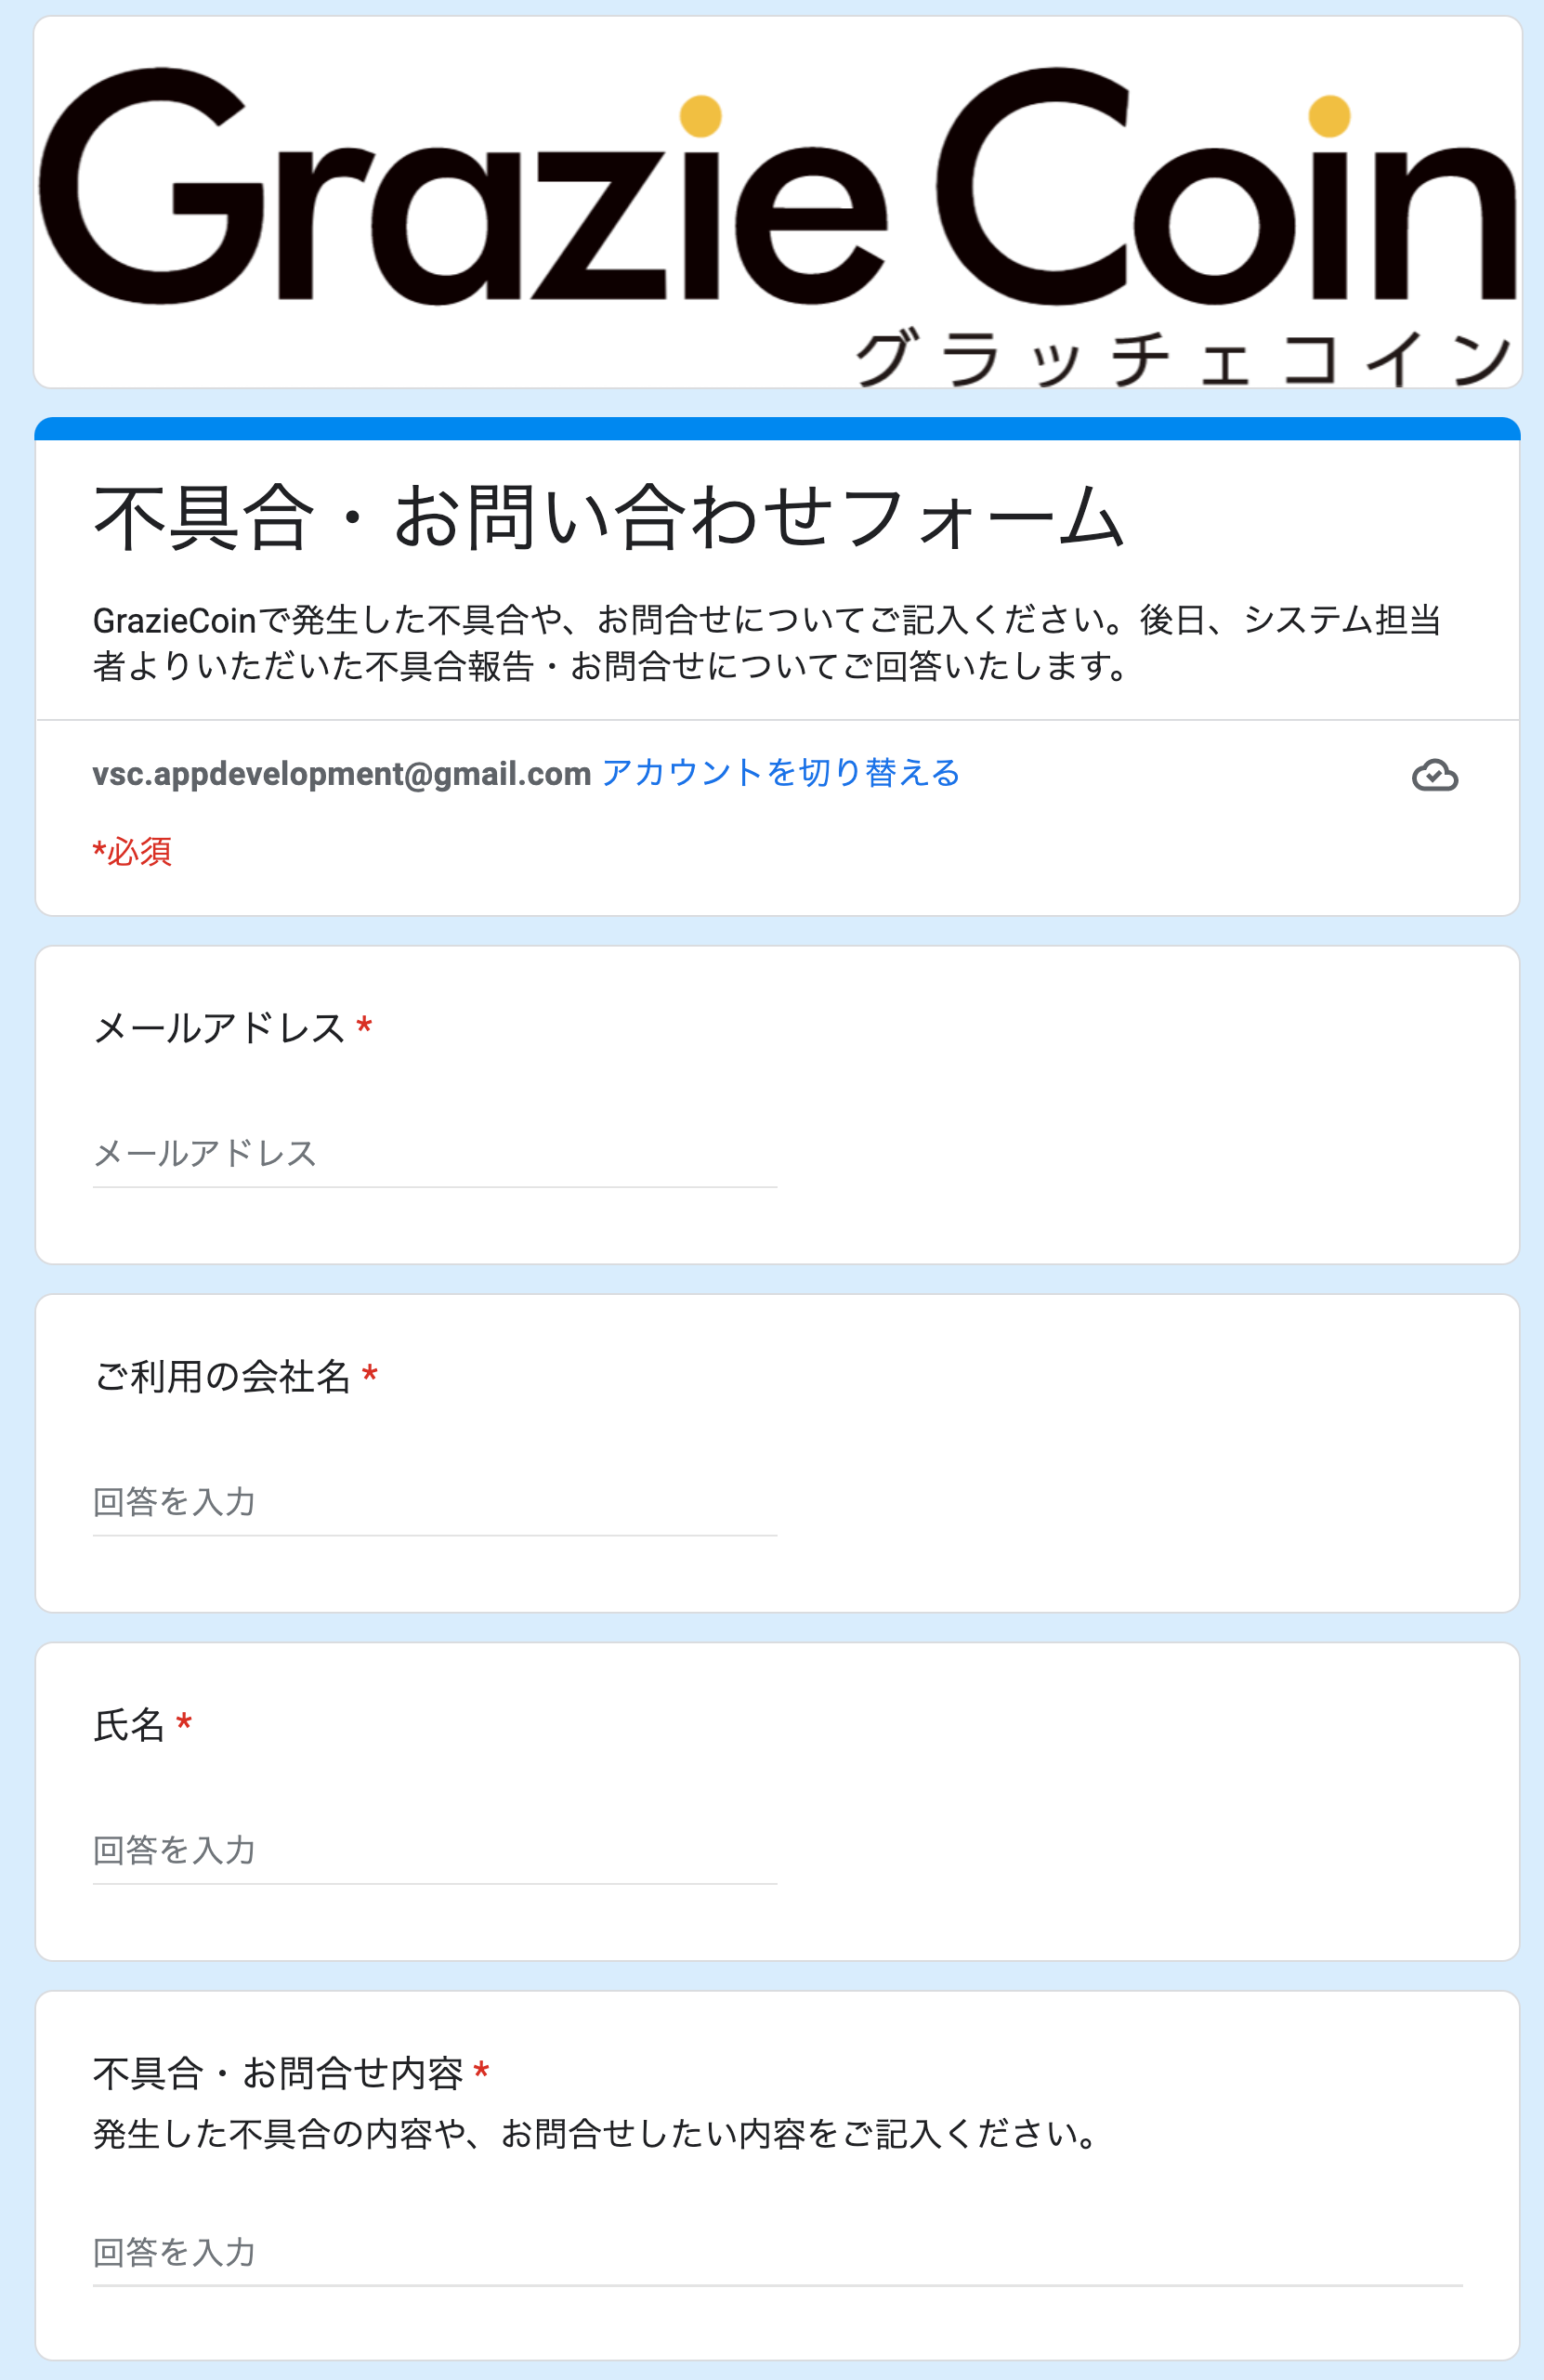 Grazie Coin
グラッチェコイン
不具合・お問い合わせフォーム
GrazieCoinで発生した不具合や、お問合せについてご記入ください。後日、システム担当
者よりいただいた不具合報告・お問合せについてご回答いたします。
vsc.appdevelopment@gmail.com アカウントを切り替える
*必須
メールアドレス *
メールアドレス
ご利用の会社名 *
回答を入力
氏名 *
回答を入力
不具合・お問合せ内容 *
発生した不具合の内容や、お問合せしたい内容をご記入ください。
回答を入力